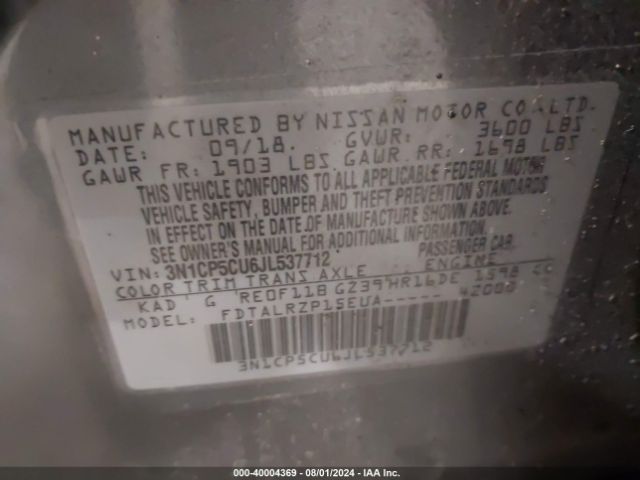 MANUFACTURED BY NISSAN MOTOR CO.,LTD.
DATE: 09/18. GVWR: 3600 LBS
GAWR FR: 1903 LBS GAWR RR: 1698 LBS
THIS VEHICLE CONFORMS TO ALL APPLICABLE FEDERAL MOTOR
VEHICLE SAFETY, BUMPER AND THEFT PREVENTION STANDARDS
IN EFFECT ON THE DATE OF MANUFACTURE SHOWN ABOVE.
SEE OWNER'S MANUAL FOR ADDITIONAL INFORMATION.
VIN: 3N1CP5CU6JL537712 PASSENGER CAR
COLOR TRIM TRANS AXLE ENGINE
KAD G RE0F11B GZ39 HR16DE 1598 CC
MODEL: FDTALRZP15EUA----- 42000
3N1CP5CU6JL537712
000-40004369 - 08/01/2024 - IAA Inc.